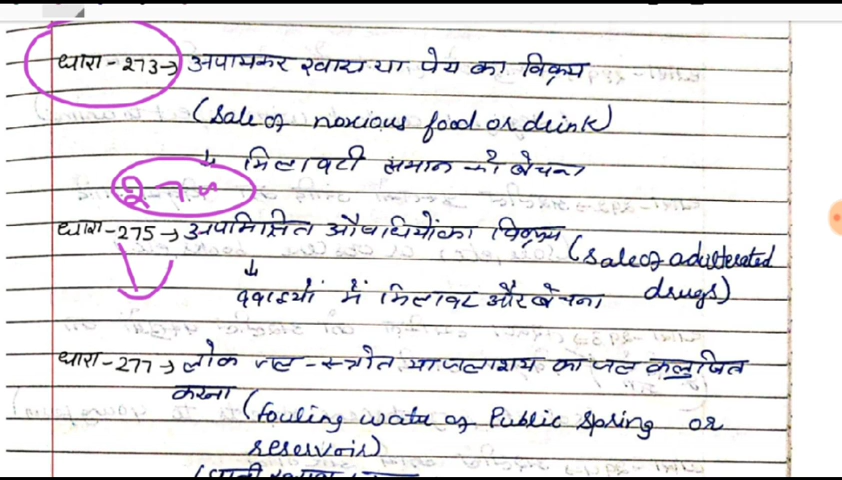 धारा-273→ अपायकर खाद्य या पेय का विक्रय
(Sale of noxious food or drink)
↓ मिलावटी समान को बेचना
274
धारा-275→ अपमिश्रित औषधियों का विक्रय (Sale of adulterated drugs)
↓
दवाइयों में मिलावट और बेचना
धारा-277→ लोक जल-स्त्रोत या जलाशय का जल कलुषित
करना (fouling water of Public Spring or
reservoir)